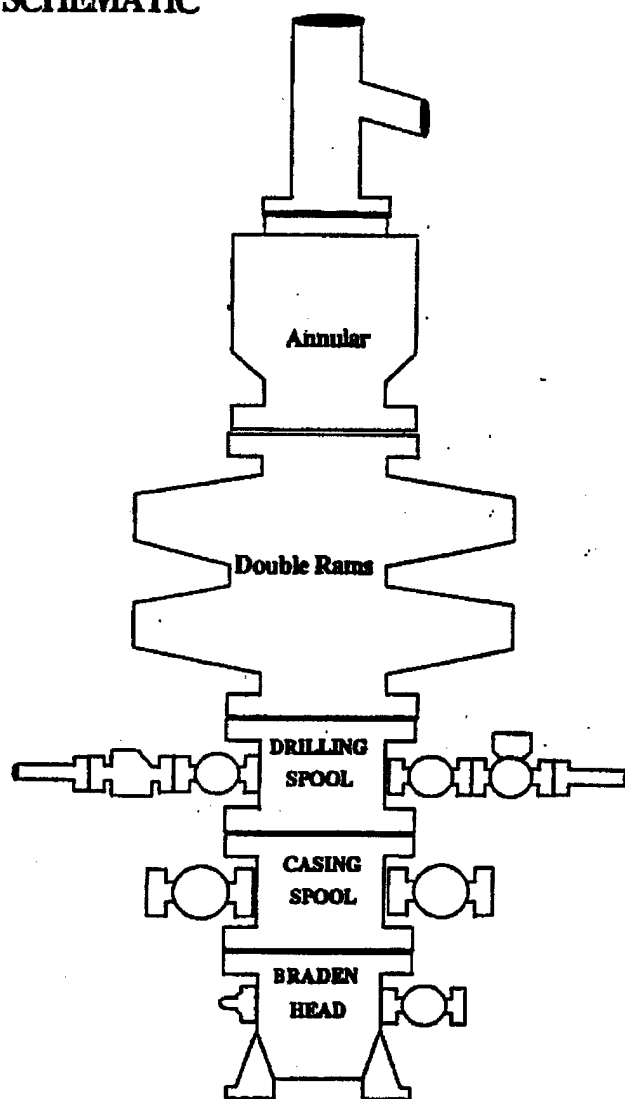 SCHEMATIC
Annular
Double Rams
DRILLING
SPOOL
CASING
SPOOL
BRADEN
HEAD